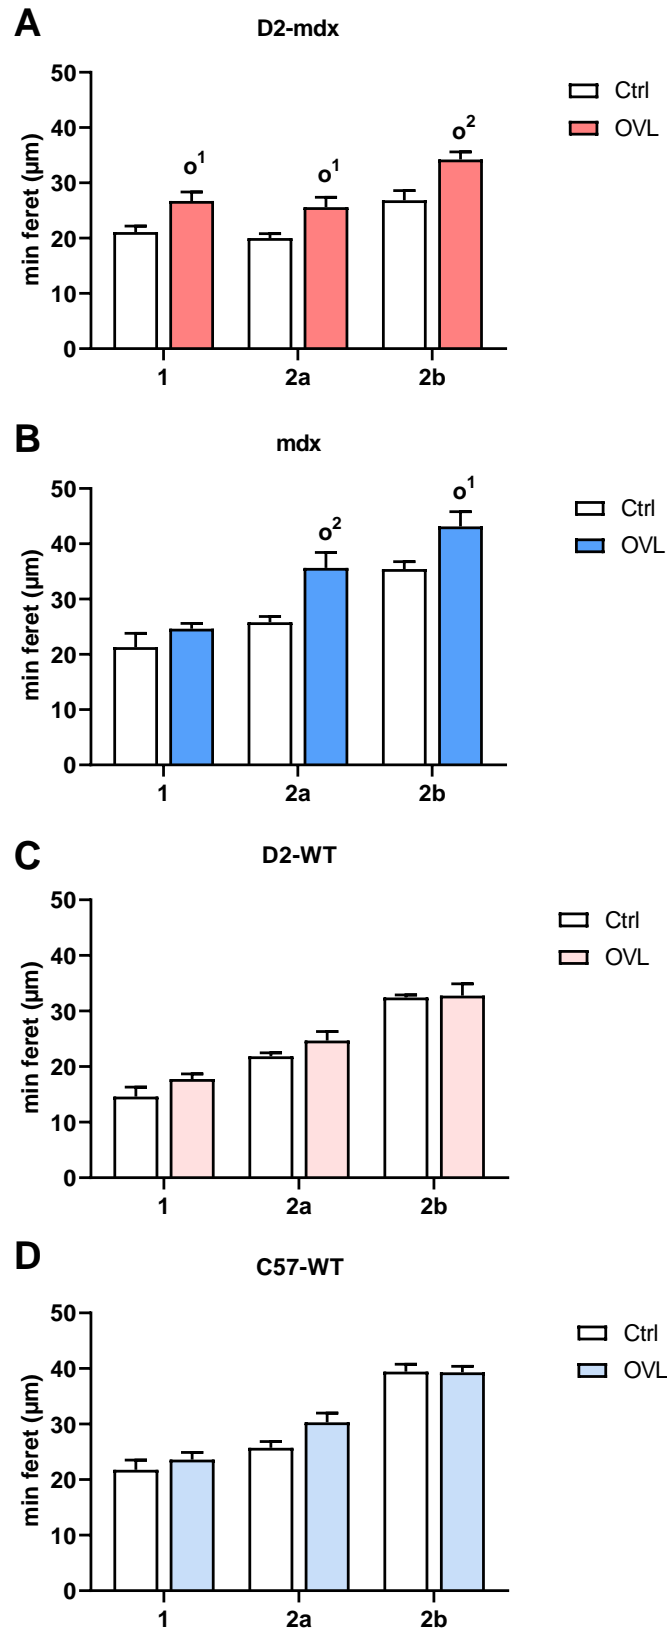 A
D2-mdx
min feret (µm)
50
40
30
20
10
0
o1
o1
o2
1
2a
2b
Ctrl
OVL
B
mdx
min feret (µm)
50
40
30
20
10
0
o2
o1
1
2a
2b
Ctrl
OVL
C
D2-WT
min feret (µm)
50
40
30
20
10
0
1
2a
2b
Ctrl
OVL
D
C57-WT
min feret (µm)
50
40
30
20
10
0
1
2a
2b
Ctrl
OVL